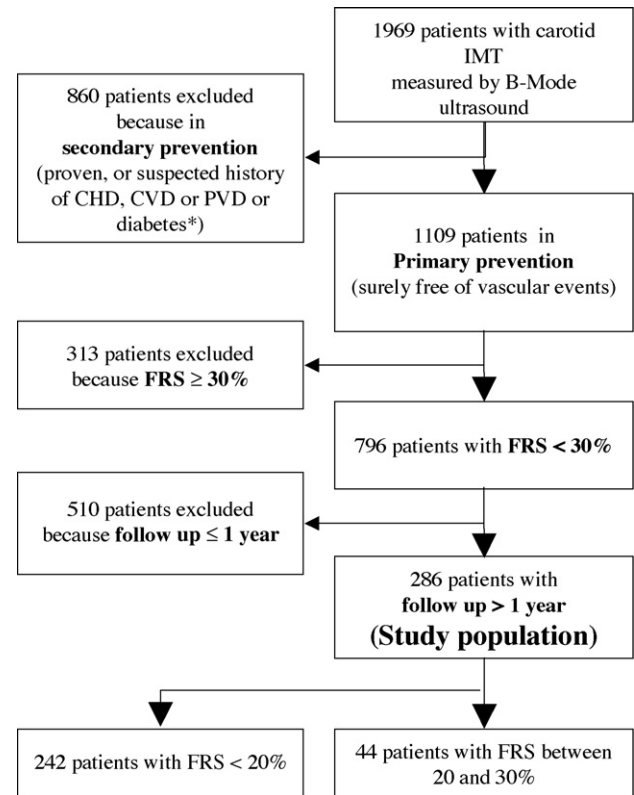 1969 patients with carotid
IMT
measured by B-Mode
ultrasound
860 patients excluded
because in
secondary prevention
(proven, or suspected history
of CHD, CVD or PVD or
diabetes*)
1109 patients in
Primary prevention
(surely free of vascular events)
313 patients excluded
because FRS ≥ 30%
796 patients with FRS < 30%
510 patients excluded
because follow up ≤ 1 year
286 patients with
follow up > 1 year
(Study population)
242 patients with FRS < 20%
44 patients with FRS between
20 and 30%